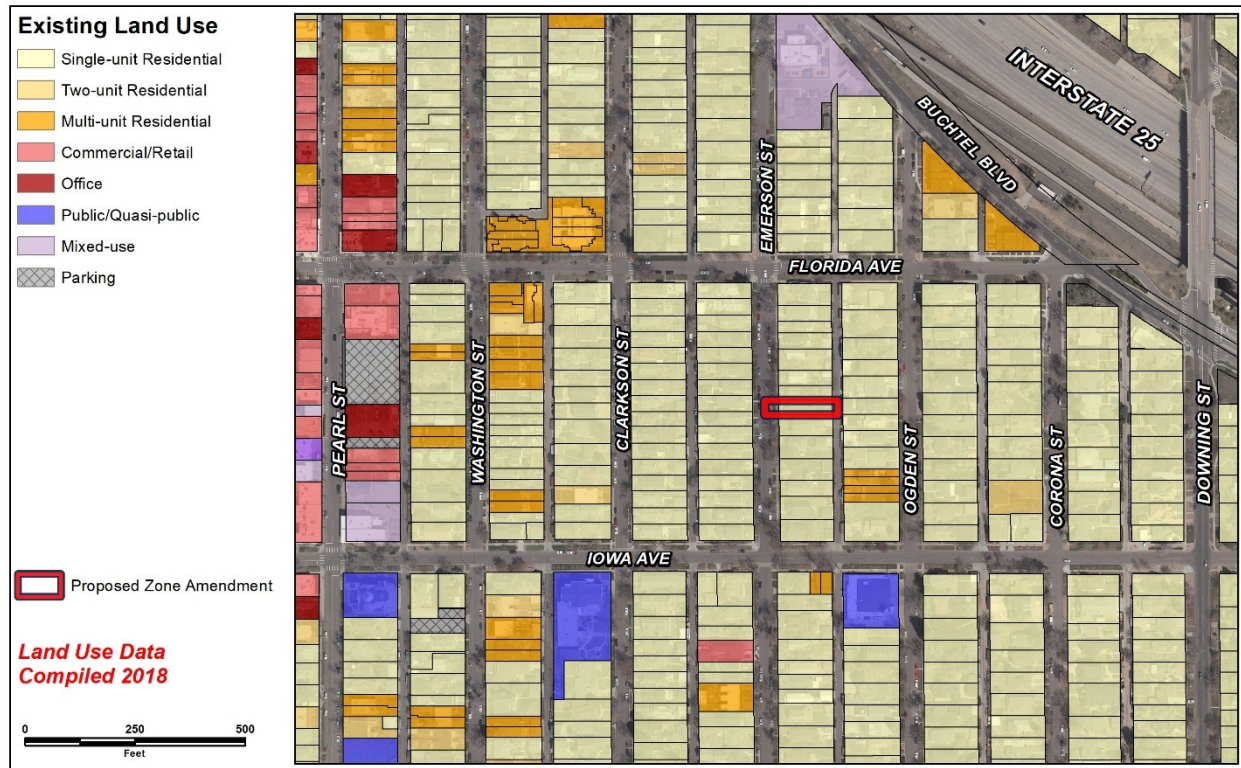 Existing Land Use
Single-unit Residential
Two-unit Residential
Multi-unit Residential
Commercial/Retail
Office
Public/Quasi-public
Mixed-use
Parking
Proposed Zone Amendment
Land Use Data
Compiled 2018
0 250 500
Feet
INTERSTATE 25
BUCHTEL BLVD
EMERSON ST
FLORIDA AVE
PEARL ST
WASHINGTON ST
CLARKSON ST
OGDEN ST
CORONA ST
DOWNING ST
IOWA AVE